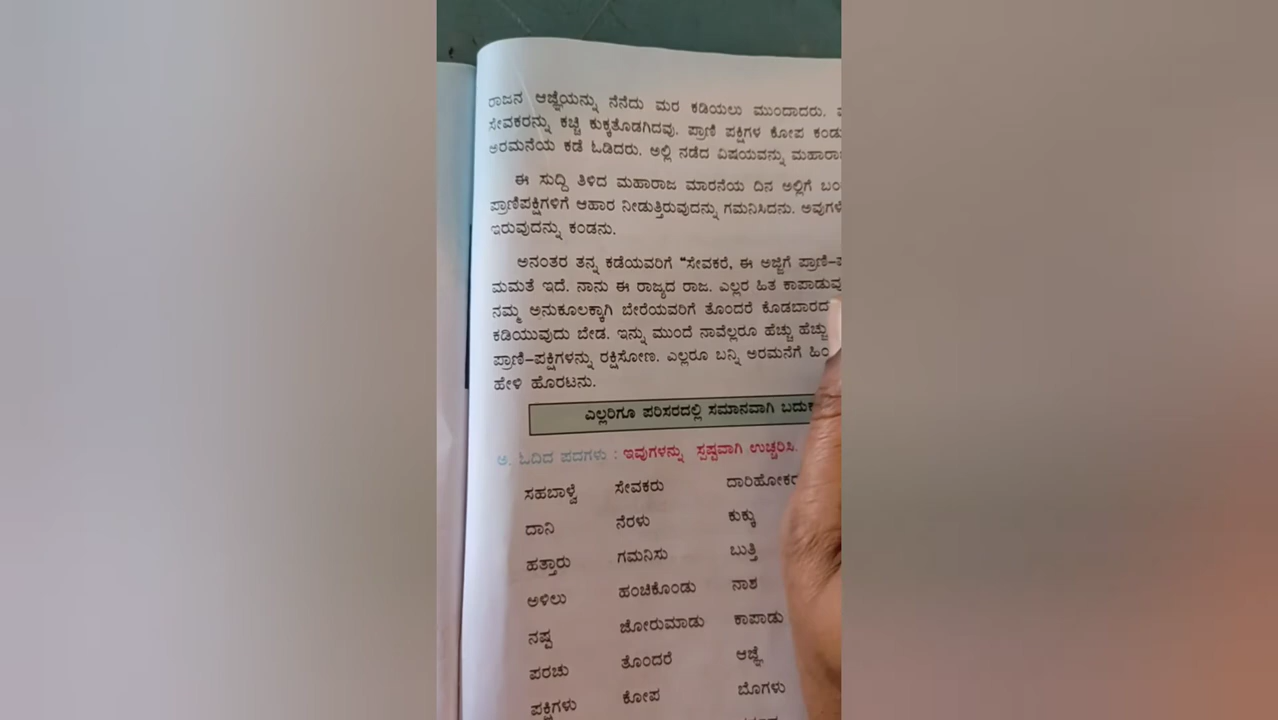 ರಾಜನ ಆಜ್ಞೆಯನ್ನು ನೆನೆದು ಮರ ಕಡಿಯಲು ಮುಂದಾದರು.
ಸೇವಕರನ್ನು ಕಚ್ಚಿ ಕುಕ್ಕತೊಡಗಿದವು. ಪ್ರಾಣಿ ಪಕ್ಷಿಗಳ ಕೋಪ ಕಂಡು
ಅರಮನೆಯ ಕಡೆ ಓಡಿದರು. ಅಲ್ಲಿ ನಡೆದ ವಿಷಯವನ್ನು
ಈ ಸುದ್ದಿ ತಿಳಿದ ಮಹಾರಾಜ ಮಾರನೆಯ ದಿನ ಅಲ್ಲಿಗೆ
ಪ್ರಾಣಿಪಕ್ಷಿಗಳಿಗೆ ಆಹಾರ ನೀಡುತ್ತಿರುವುದನ್ನು ಗಮನಿಸಿದನು.
ಇರುವುದನ್ನು ಕಂಡನು.
ಅನಂತರ ತನ್ನ ಕಡೆಯವರಿಗೆ "ಸೇವಕರೆ, ಈ ಅಜ್ಜಿಗೆ ಪ್ರಾಣಿ–
ಮಮತೆ ಇದೆ. ನಾನು ಈ ರಾಜ್ಯದ ರಾಜ. ಎಲ್ಲರ ಹಿತ
ನಮ್ಮ ಅನುಕೂಲಕ್ಕಾಗಿ ಬೇರೆಯವರಿಗೆ ತೊಂದರೆ
ಕಡಿಯುವುದು ಬೇಡ. ಇನ್ನು ಮುಂದೆ ನಾವೆಲ್ಲರೂ ಹೆಚ್ಚು ಹೆಚ್ಚು
ಪ್ರಾಣಿ–ಪಕ್ಷಿಗಳನ್ನು ರಕ್ಷಿಸೋಣ. ಎಲ್ಲರೂ ಬನ್ನಿ ಅರಮನೆಗೆ
ಹೇಳಿ ಹೊರಟನು.
ಎಲ್ಲರಿಗೂ ಪರಿಸರದಲ್ಲಿ ಸಮಾನವಾಗಿ
ಅ. ಓದಿದ ಪದಗಳು : ಇವುಗಳನ್ನು ಸ್ಪಷ್ಟವಾಗಿ ಉಚ್ಚರಿಸಿ.
ಸಹಬಾಳ್ವೆ ಸೇವಕರು
ದಾನಿ ನೆರಳು ಕುಕ್ಕು
ಹತ್ತಾರು ಗಮನಿಸು ಬುತ್ತಿ
ಅಳಿಲು ಹಂಚಿಕೊಂಡು ನಾಶ
ನಷ್ಟ ಜೋರುಮಾಡು ಕಾಪಾಡು
ಪರಚು ತೊಂದರೆ ಆಜ್ಞೆ
ಪಕ್ಷಿಗಳು ಕೋಪ ಬೊಗಳು